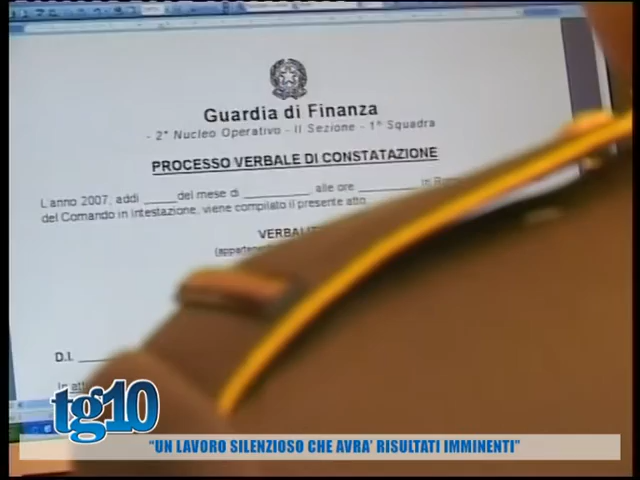 Guardia di Finanza
- 2° Nucleo Operativo - II Sezione - 1^ Squadra
PROCESSO VERBALE DI CONSTATAZIONE
L'anno 2007, addì _____ del mese di _________ alle ore _________ in
del Comando in intestazione, viene compilato il presente atto.
D.I.
In
tg10
“UN LAVORO SILENZIOSO CHE AVRA’ RISULTATI IMMINENTI”